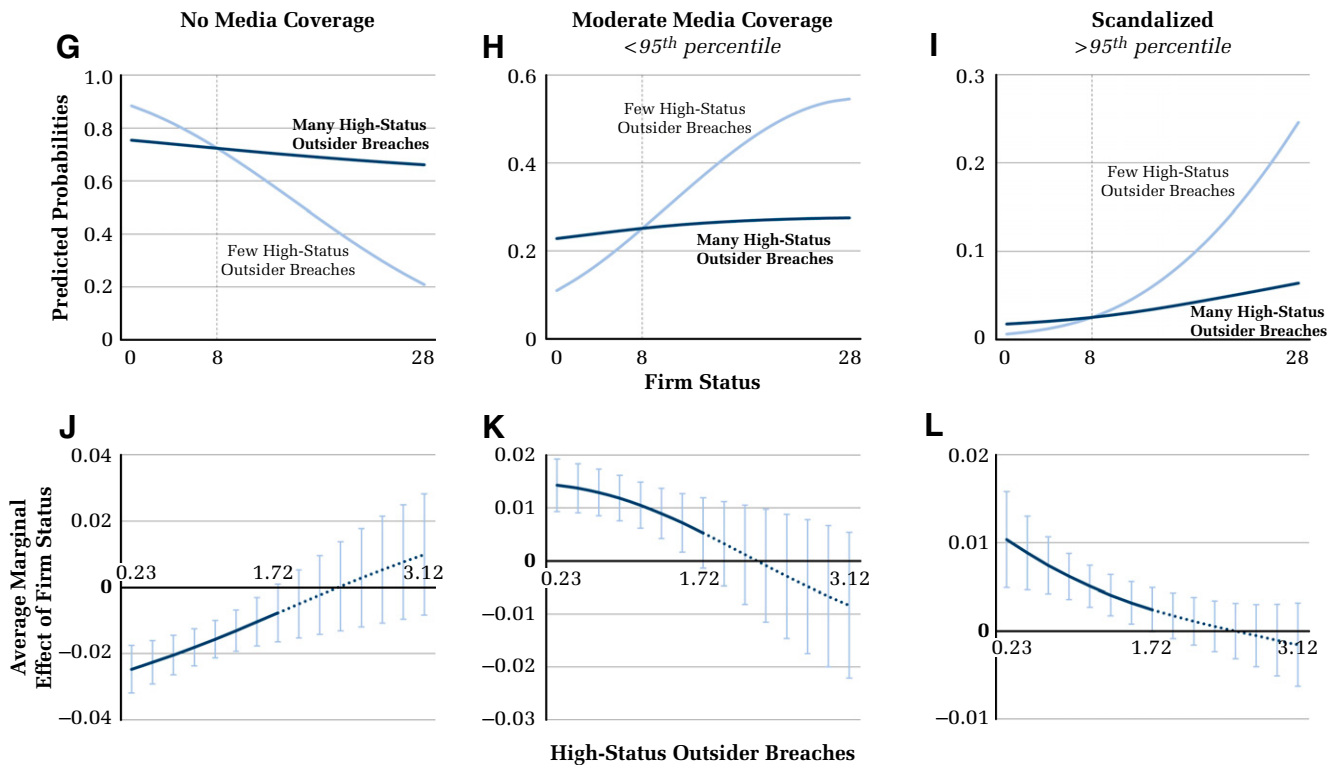 No Media Coverage
Moderate Media Coverage
<95th percentile
Scandalized
>95th percentile
G
H
I
Predicted Probabilities
1.0
0.8
0.6
0.4
0.2
0
0
8
28
Many High-Status
Outsider Breaches
Few High-Status
Outsider Breaches
0.6
0.4
0.2
0
0
8
28
Few High-Status
Outsider Breaches
Many High-Status
Outsider Breaches
0.3
0.2
0.1
0
0
8
28
Few High-Status
Outsider Breaches
Many High-Status
Outsider Breaches
Firm Status
J
K
L
Average Marginal
Effect of Firm Status
0.04
0.02
0
−0.02
−0.04
0.23
1.72
3.12
0.02
0.01
0
−0.01
−0.02
−0.03
0.23
1.72
3.12
0.02
0.01
0
−0.01
0.23
1.72
3.12
High-Status Outsider Breaches